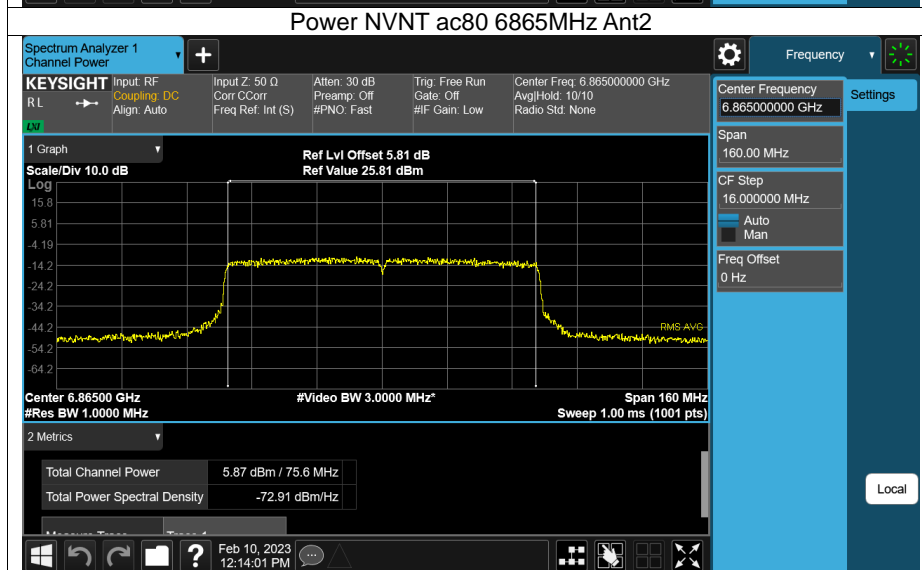 Power NVNT ac80 6865MHz Ant2
Spectrum Analyzer 1
Channel Power
Frequency
KEYSIGHT
RL
LXI
Input: RF
Coupling: DC
Align: Auto
Input Z: 50 Ω
Corr CCorr
Freq Ref: Int (S)
Atten: 30 dB
Preamp: Off
#PNO: Fast
Trig: Free Run
Gate: Off
#IF Gain: Low
Center Freq: 6.865000000 GHz
Avg|Hold: 10/10
Radio Std: None
Center Frequency
6.865000000 GHz
Settings
Span
160.00 MHz
CF Step
16.000000 MHz
Auto
Man
Freq Offset
0 Hz
1 Graph
Scale/Div 10.0 dB
Ref Lvl Offset 5.81 dB
Ref Value 25.81 dBm
Log
15.8
5.81
-4.19
-14.2
-24.2
-34.2
-44.2
-54.2
-64.2
RMS AVG
Center 6.86500 GHz
#Video BW 3.0000 MHz*
Span 160 MHz
#Res BW 1.0000 MHz
Sweep 1.00 ms (1001 pts)
2 Metrics
Total Channel Power 5.87 dBm / 75.6 MHz
Total Power Spectral Density -72.91 dBm/Hz
Local
?
Feb 10, 2023
12:14:01 PM